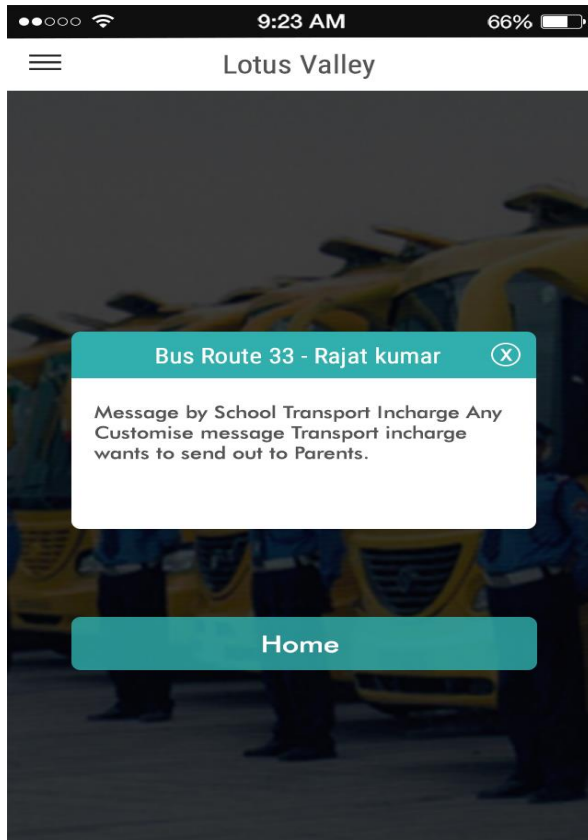 9:23 AM
66%
Lotus Valley
Bus Route 33 - Rajat kumar
X
Message by School Transport Incharge Any
Customise message Transport incharge
wants to send out to Parents.
Home